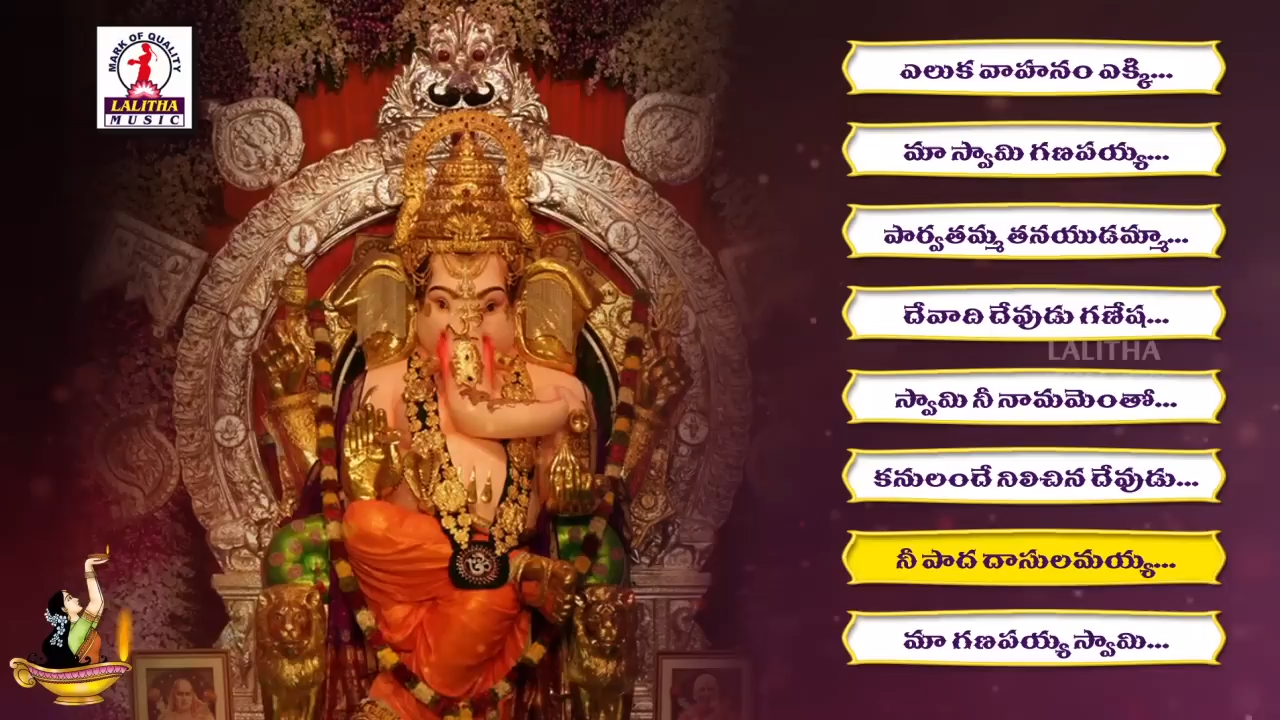 MARK OF QUALITY
LALITHA
MUSIC
ఎలుక వాహనం ఎక్కి...
మా స్వామి గణపయ్య...
పార్వతమ్మ తనయుడమ్మా...
దేవాది దేవుడు గణేష...
LALITHA
స్వామి నీ నామమెంతో...
కనులందే నిలిచిన దేవుడు...
నీ పాద దాసులమయ్య...
మా గణపయ్య స్వామి...